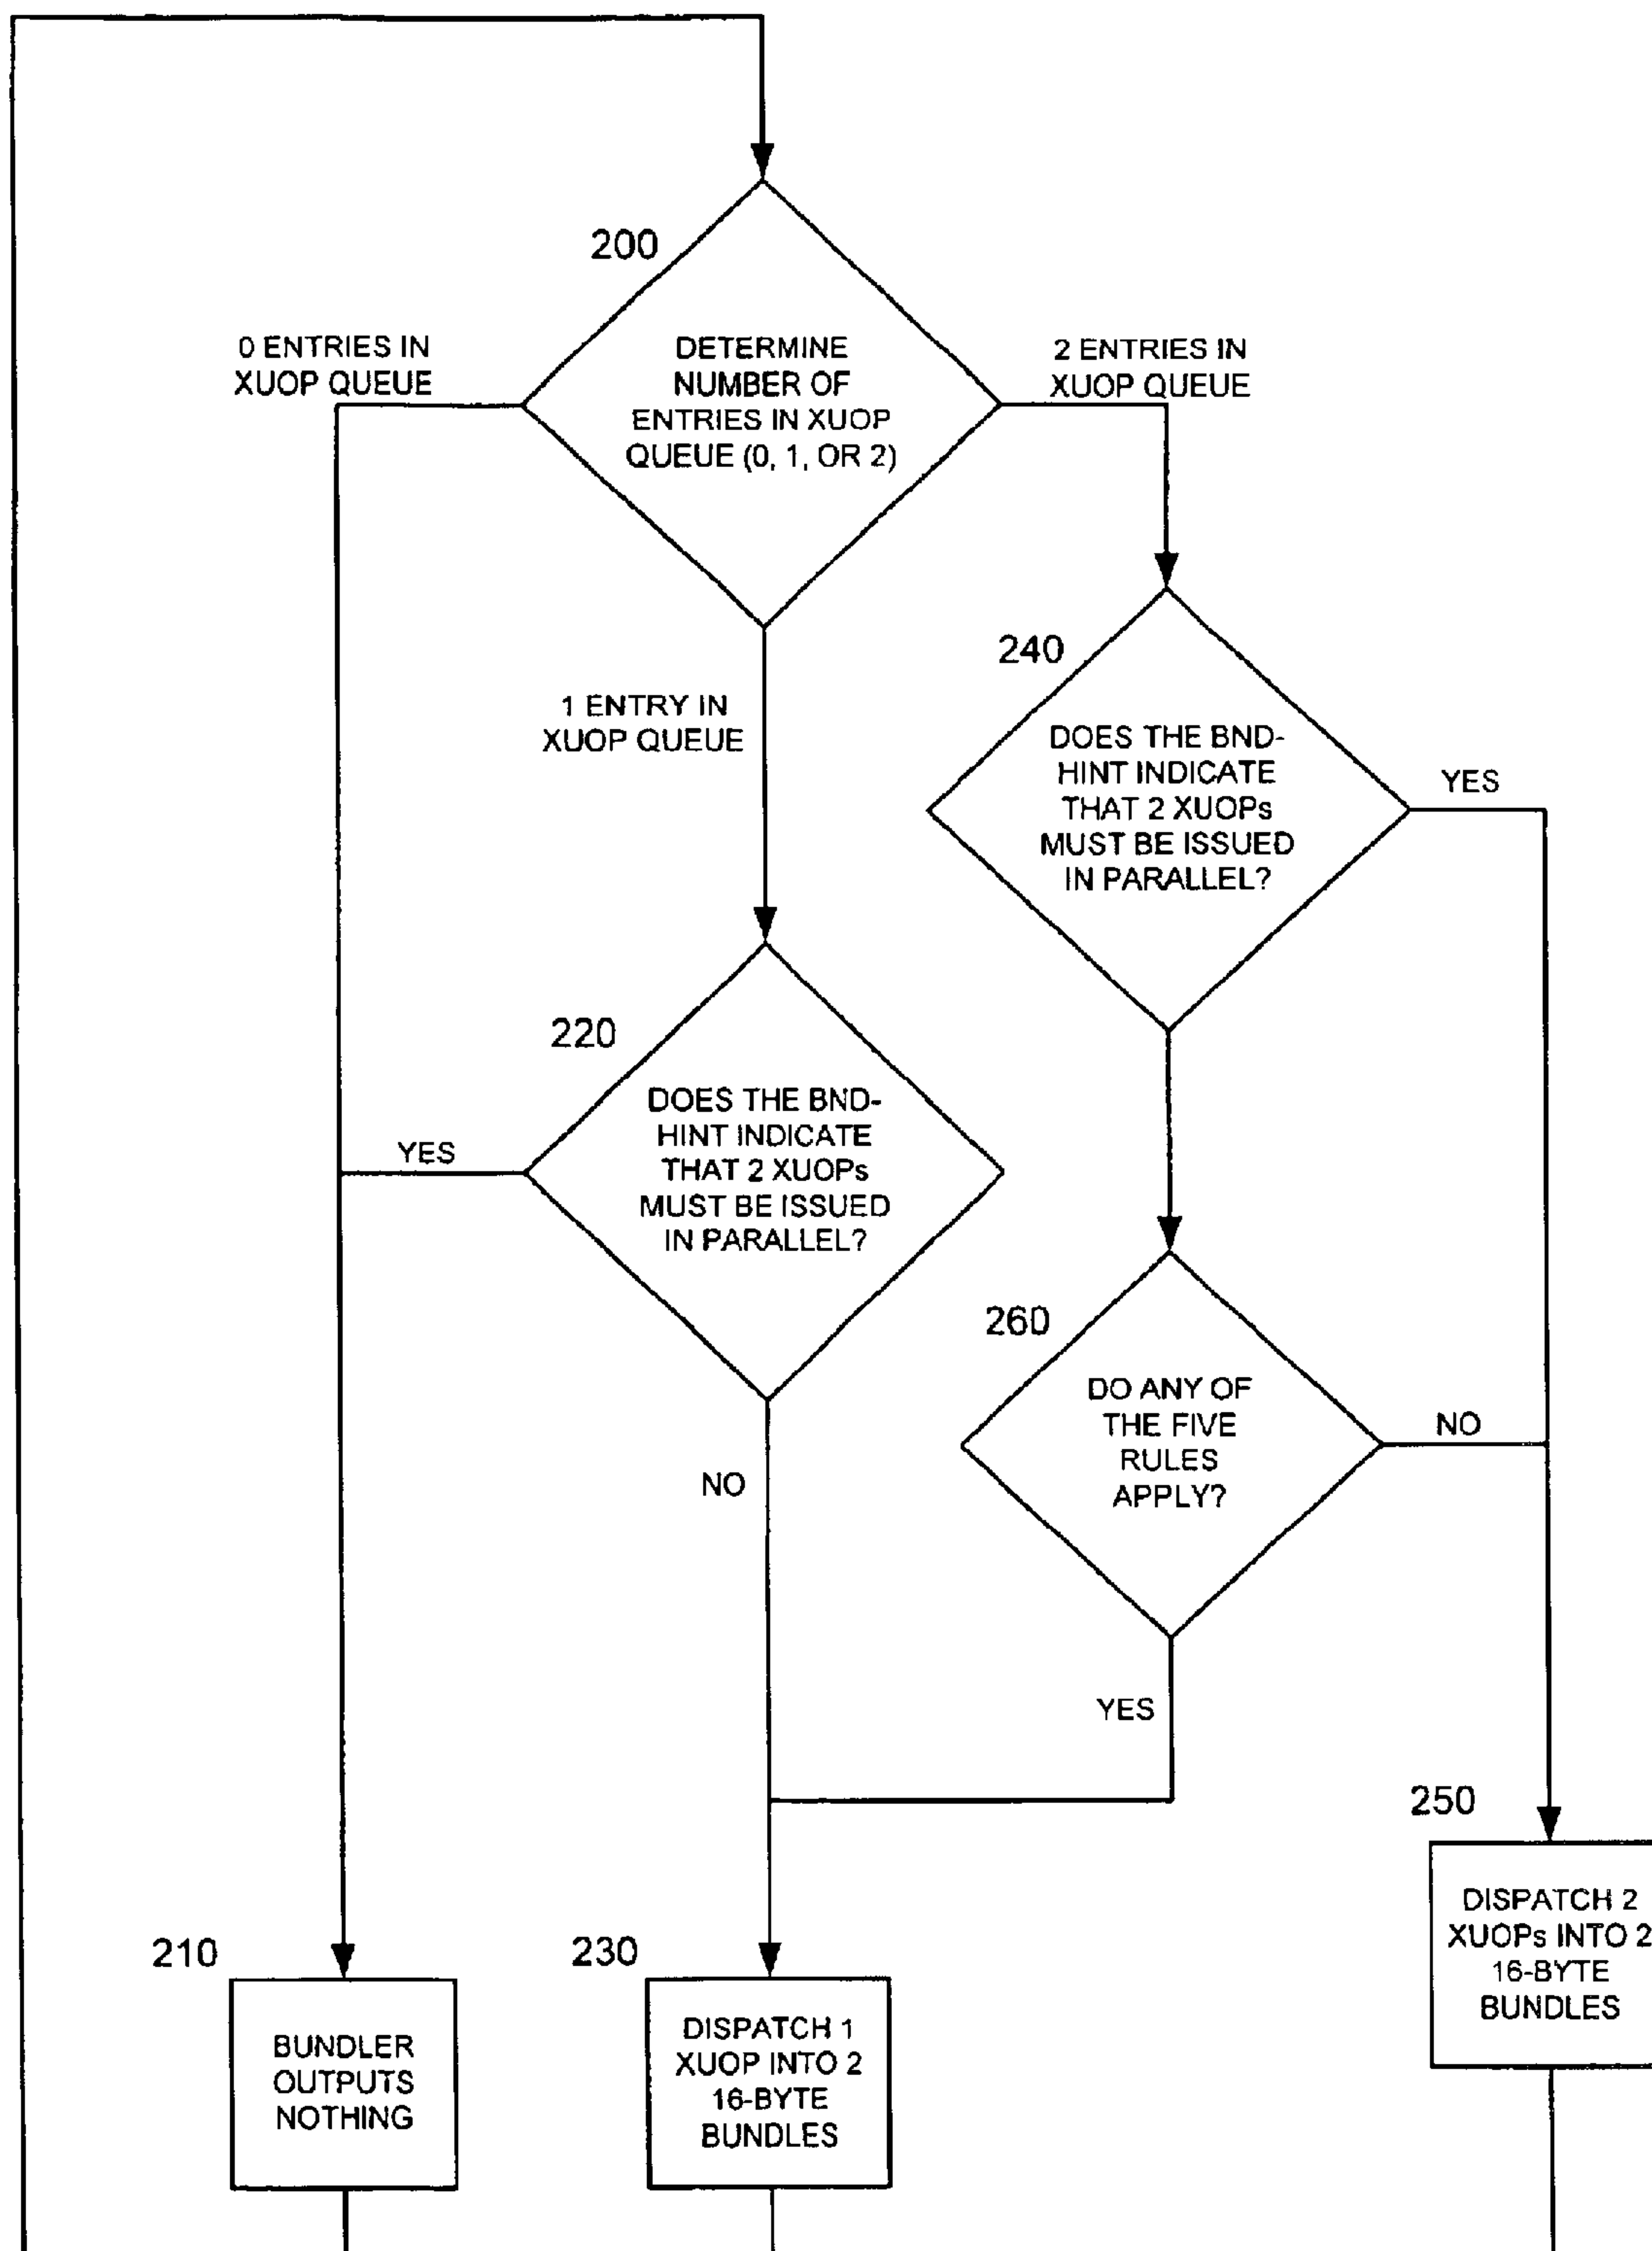 200
0 ENTRIES IN
XUOP QUEUE
DETERMINE
NUMBER OF
ENTRIES IN XUOP
QUEUE (0, 1, OR 2)
2 ENTRIES IN
XUOP QUEUE
1 ENTRY IN
XUOP QUEUE
240
DOES THE BND-
HINT INDICATE
THAT 2 XUOPs
MUST BE ISSUED
IN PARALLEL?
YES
220
DOES THE BND-
HINT INDICATE
THAT 2 XUOPs
MUST BE ISSUED
IN PARALLEL?
YES
NO
260
DO ANY OF
THE FIVE
RULES
APPLY?
NO
YES
250
DISPATCH 2
XUOPs INTO 2
16-BYTE
BUNDLES
210
BUNDLER
OUTPUTS
NOTHING
230
DISPATCH 1
XUOP INTO 2
16-BYTE
BUNDLES